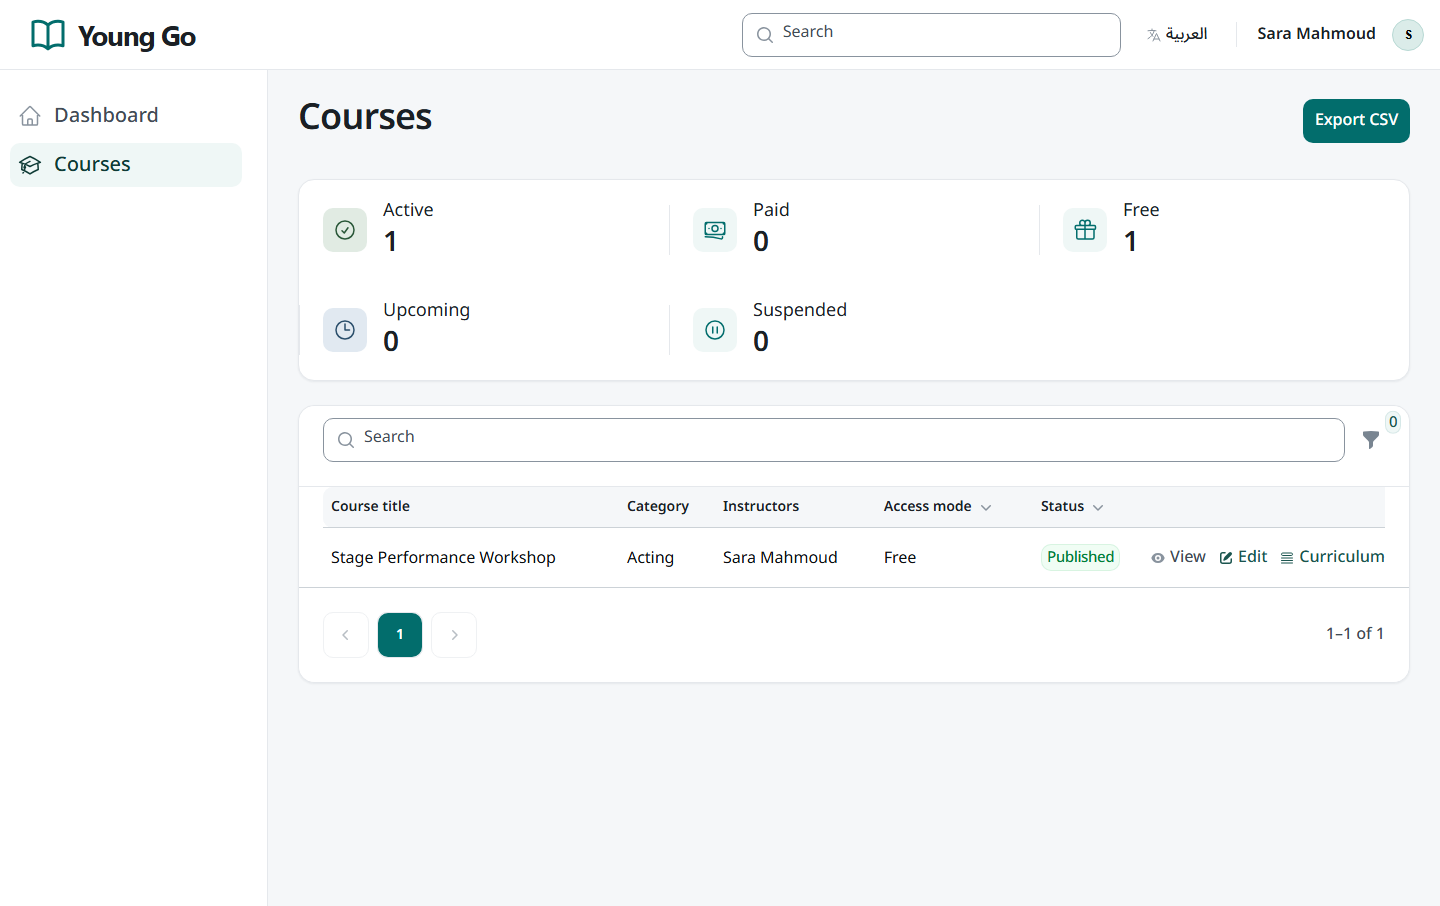 Young Go
Search
العربية
Sara Mahmoud
S
Dashboard
Courses
Courses
Export CSV
Active
1
Paid
0
Free
1
Upcoming
0
Suspended
0
Search
0
Course title Category Instructors Access mode Status
Stage Performance Workshop Acting Sara Mahmoud Free Published View Edit Curriculum
1
1–1 of 1